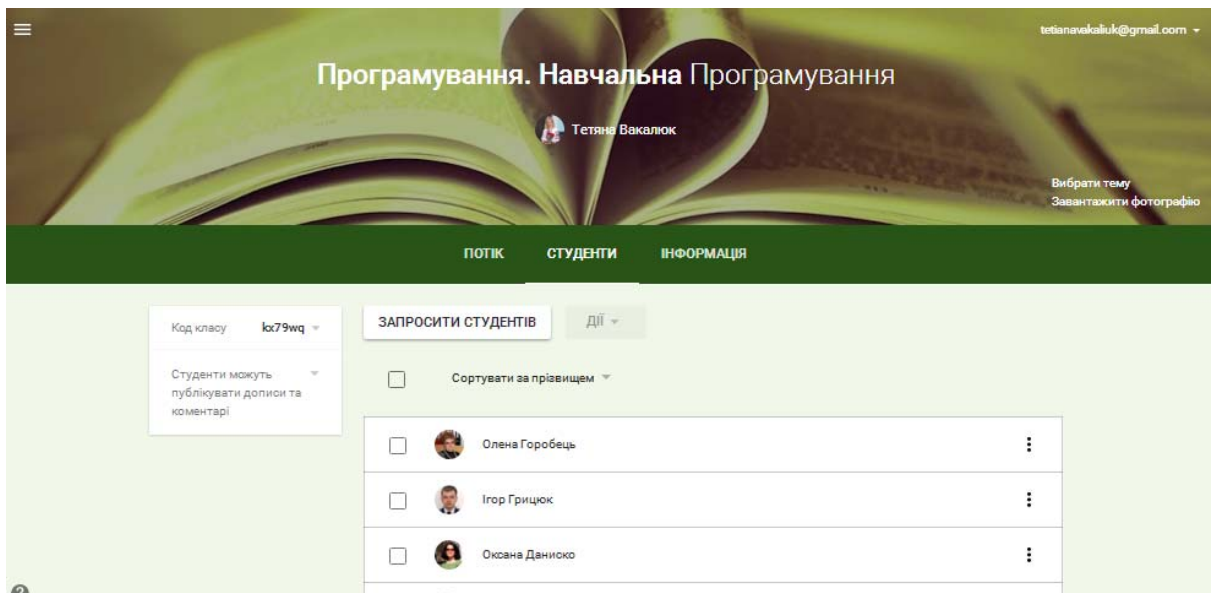 tetianavakaliuk@gmail.com
Програмування. Навчальна Програмування
Тетяна Вакалюк
Вибрати тему
Завантажити фотографію
ПОТІК СТУДЕНТИ ІНФОРМАЦІЯ
Код класу kx79wq
Студенти можуть
публікувати дописи та
коментарі
ЗАПРОСИТИ СТУДЕНТІВ ДІЇ
Сортувати за прізвищем
Олена Горобець
Ігор Грицюк
Оксана Даниско